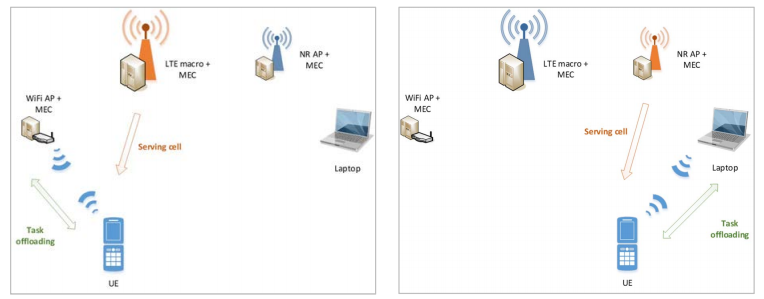 LTE macro +
MEC
NR AP +
MEC
WiFi AP +
MEC
Serving cell
Laptop
Task
offloading
UE
LTE macro +
MEC
NR AP +
MEC
WiFi AP +
MEC
Serving cell
Laptop
Task
offloading
UE